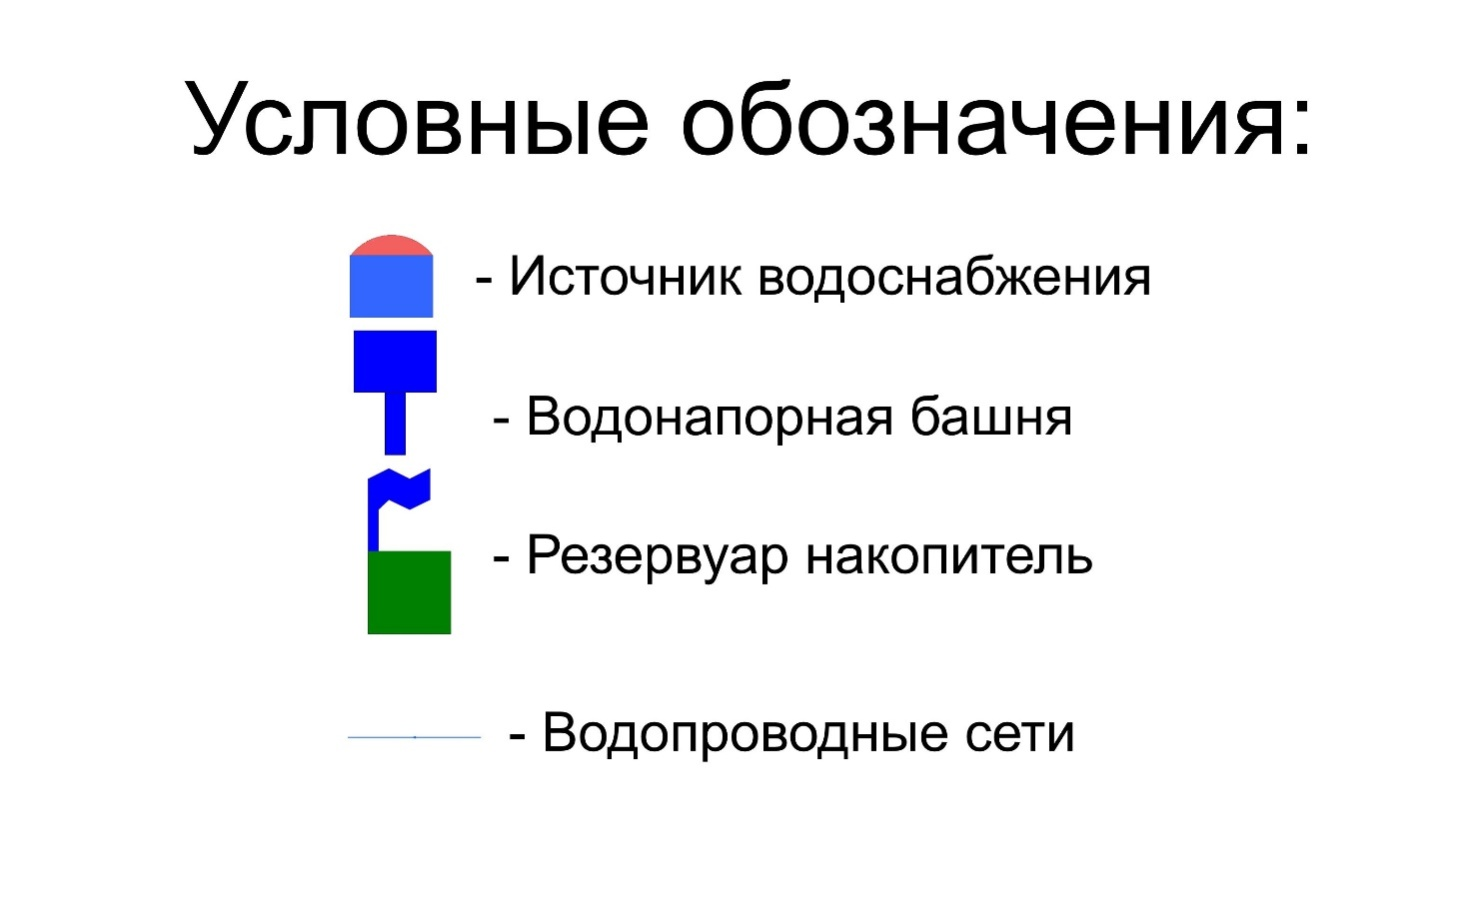 Условные обозначения:
- Источник водоснабжения
- Водонапорная башня
- Резервуар накопитель
- Водопроводные сети